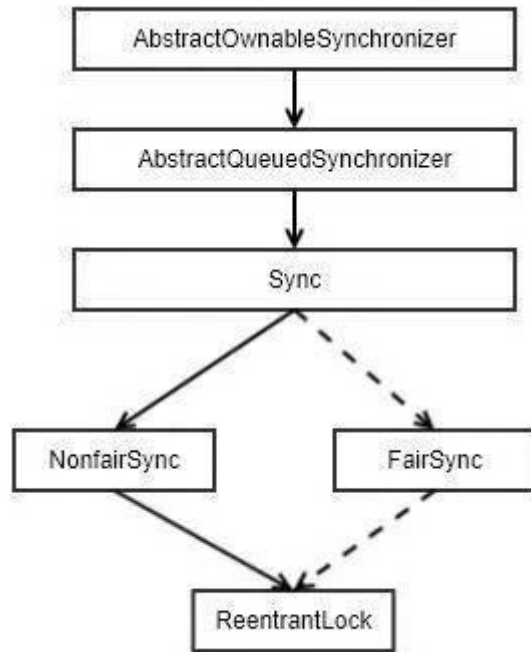 AbstractOwnableSynchronizer
AbstractQueuedSynchronizer
Sync
NonfairSync
FairSync
ReentrantLock